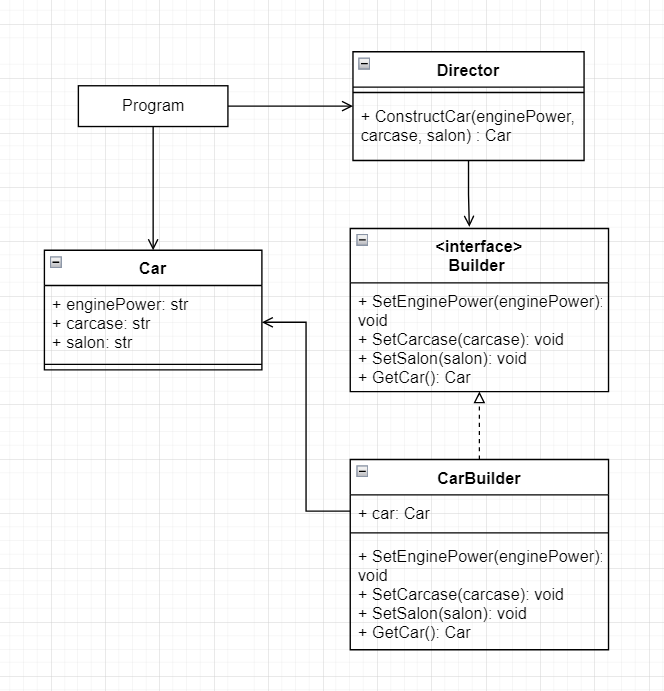 Program
Director
+ ConstructCar(enginePower,
carcase, salon) : Car
Car
+ enginePower: str
+ carcase: str
+ salon: str
<interface>
Builder
+ SetEnginePower(enginePower):
void
+ SetCarcase(carcase): void
+ SetSalon(salon): void
+ GetCar(): Car
CarBuilder
+ car: Car
+ SetEnginePower(enginePower):
void
+ SetCarcase(carcase): void
+ SetSalon(salon): void
+ GetCar(): Car